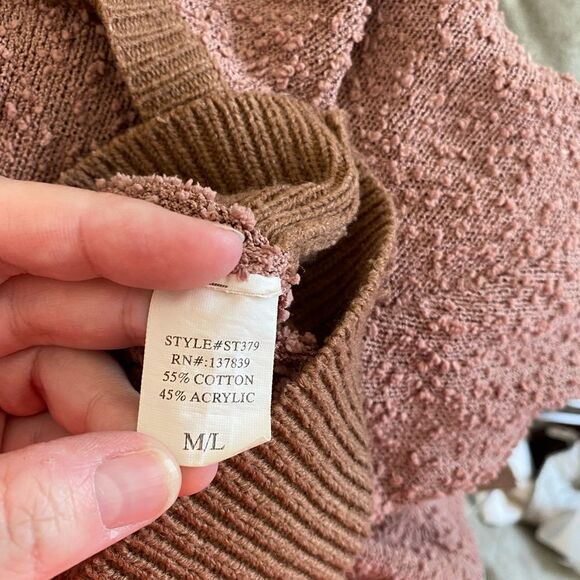 STYLE#ST379
RN#:137839
55% COTTON
45% ACRYLIC
M/L